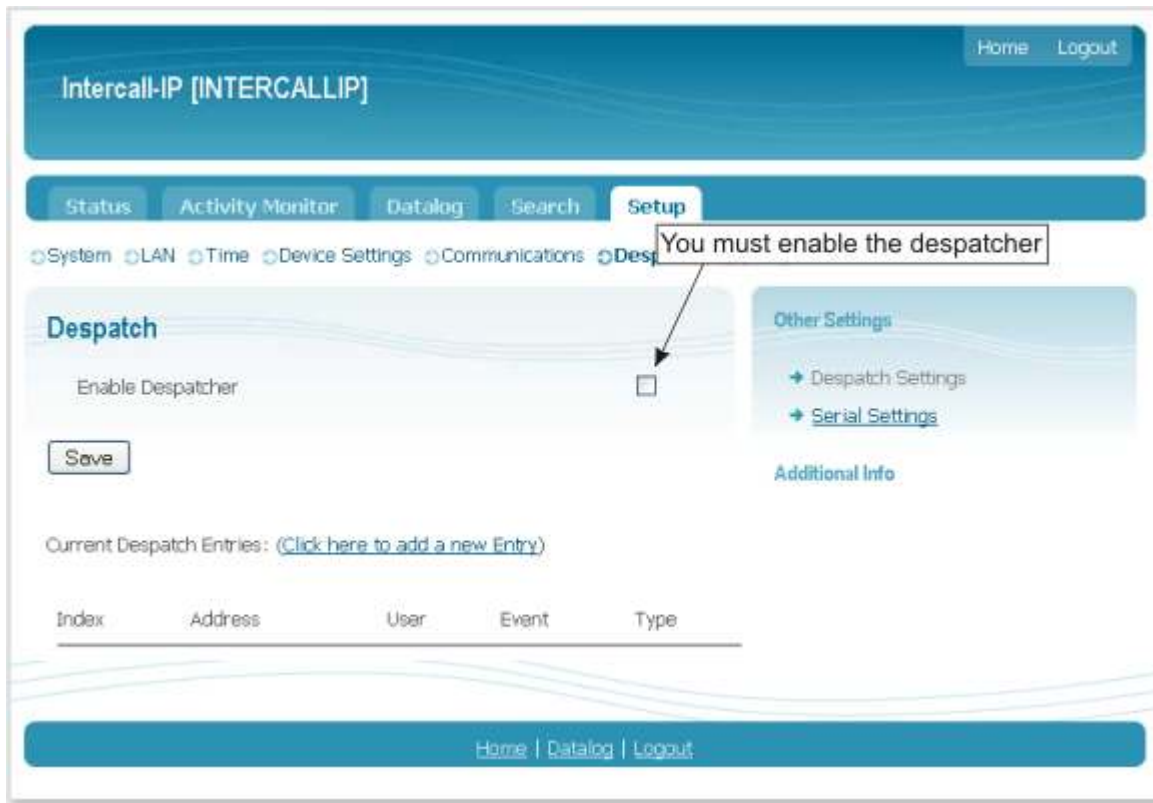 Home Logout
Intercall-IP [INTERCALLIP]
Status Activity Monitor Datalog Search Setup
You must enable the despatcher
System LAN Time Device Settings Communications
Despatch
Enable Despatcher
Save
Other Settings
Despatch Settings
Serial Settings
Additional Info
Current Despatch Entries: (Click here to add a new Entry)
Index Address User Event Type
Home | Datalog | Logout